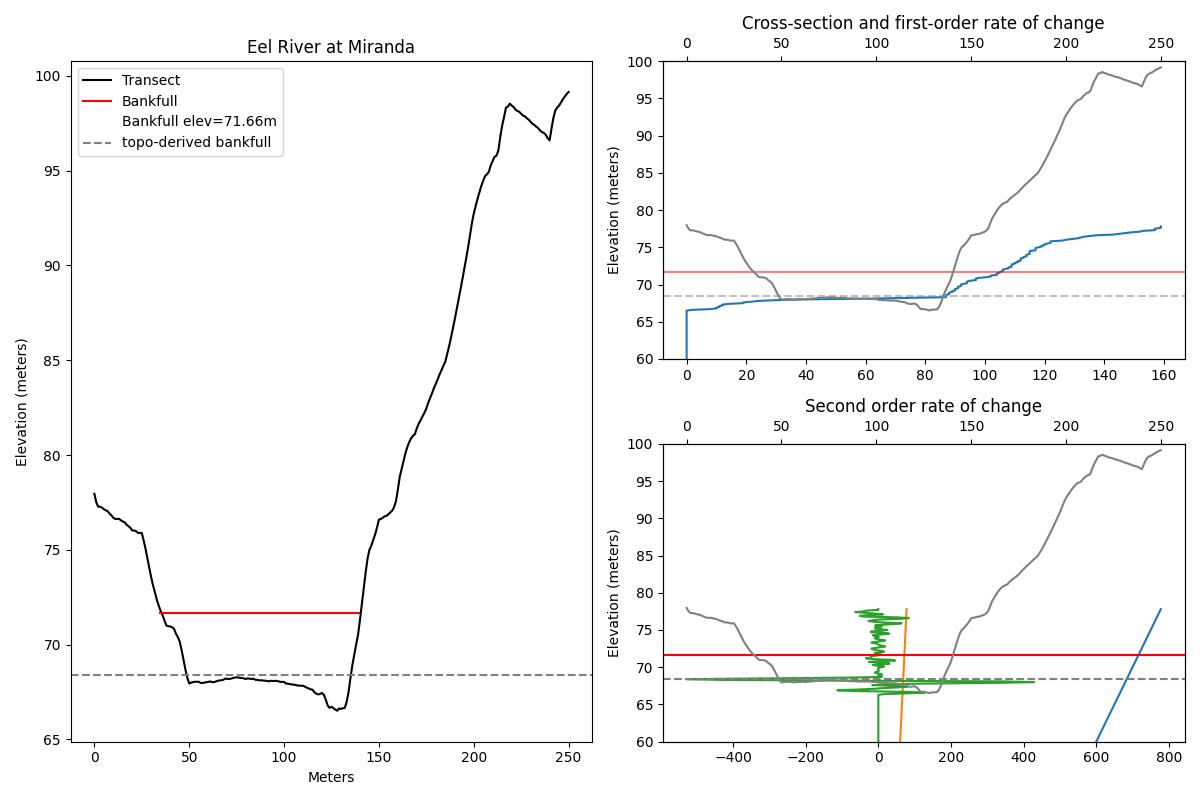 Eel River at Miranda
Transect
Bankfull
Bankfull elev=71.66m
topo-derived bankfull
100
95
90
85
80
75
70
65
Elevation (meters)
0 50 100 150 200 250
Meters
Cross-section and first-order rate of change
0 50 100 150 200 250
100
95
90
85
80
75
70
65
60
Elevation (meters)
0 20 40 60 80 100 120 140 160
Second order rate of change
0 50 100 150 200 250
100
95
90
85
80
75
70
65
60
Elevation (meters)
−400 −200 0 200 400 600 800